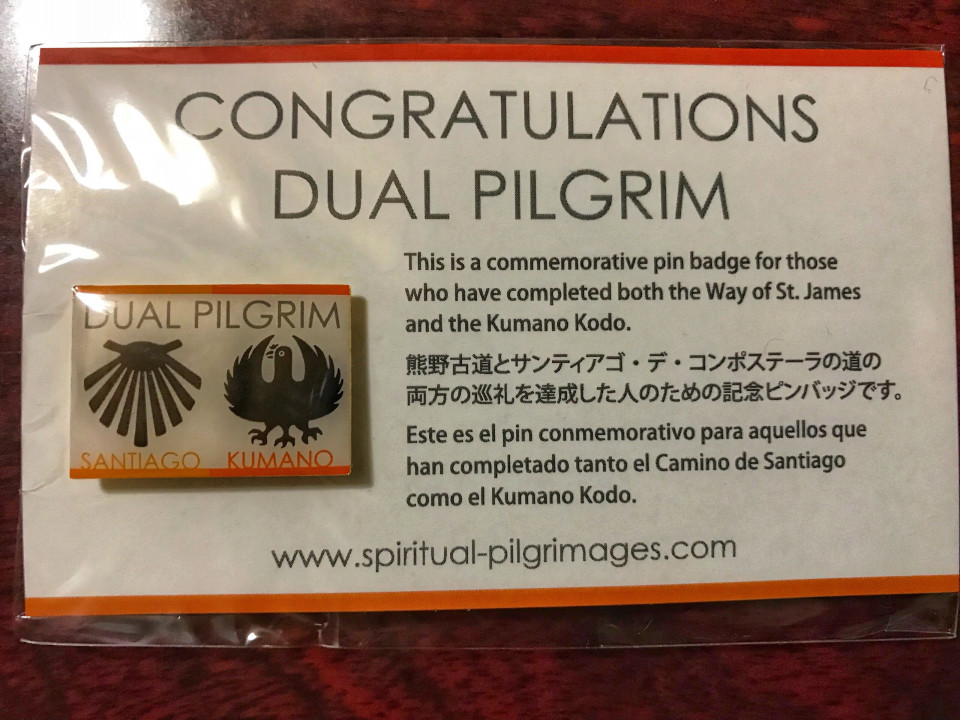 CONGRATULATIONS
DUAL PILGRIM
This is a commemorative pin badge for those
who have completed both the Way of St. James
and the Kumano Kodo.
熊野古道とサンティアゴ・デ・コンポステーラの道の
両方の巡礼を達成した人のための記念ピンバッジです。
Este es el pin conmemorativo para aquellos que
han completado tanto el Camino de Santiago
como el Kumano Kodo.
www.spiritual-pilgrimages.com
DUAL PILGRIM
SANTIAGO KUMANO